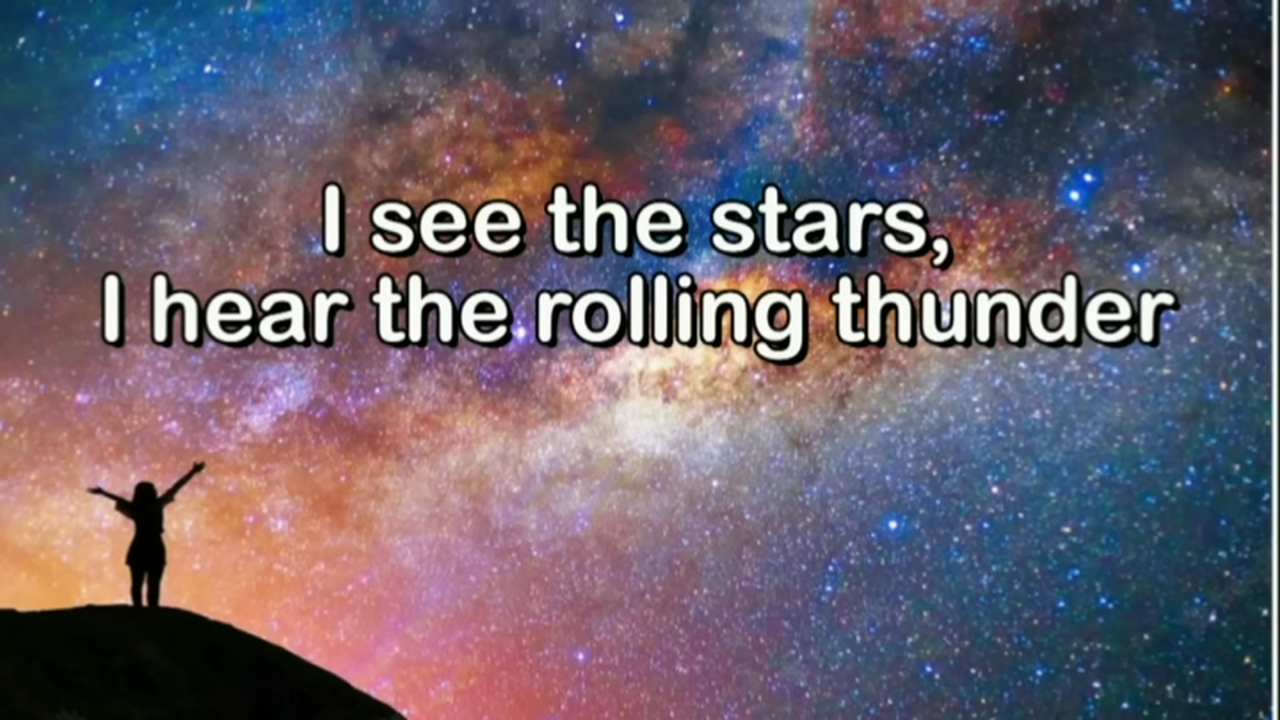 I see the stars,
I hear the rolling thunder